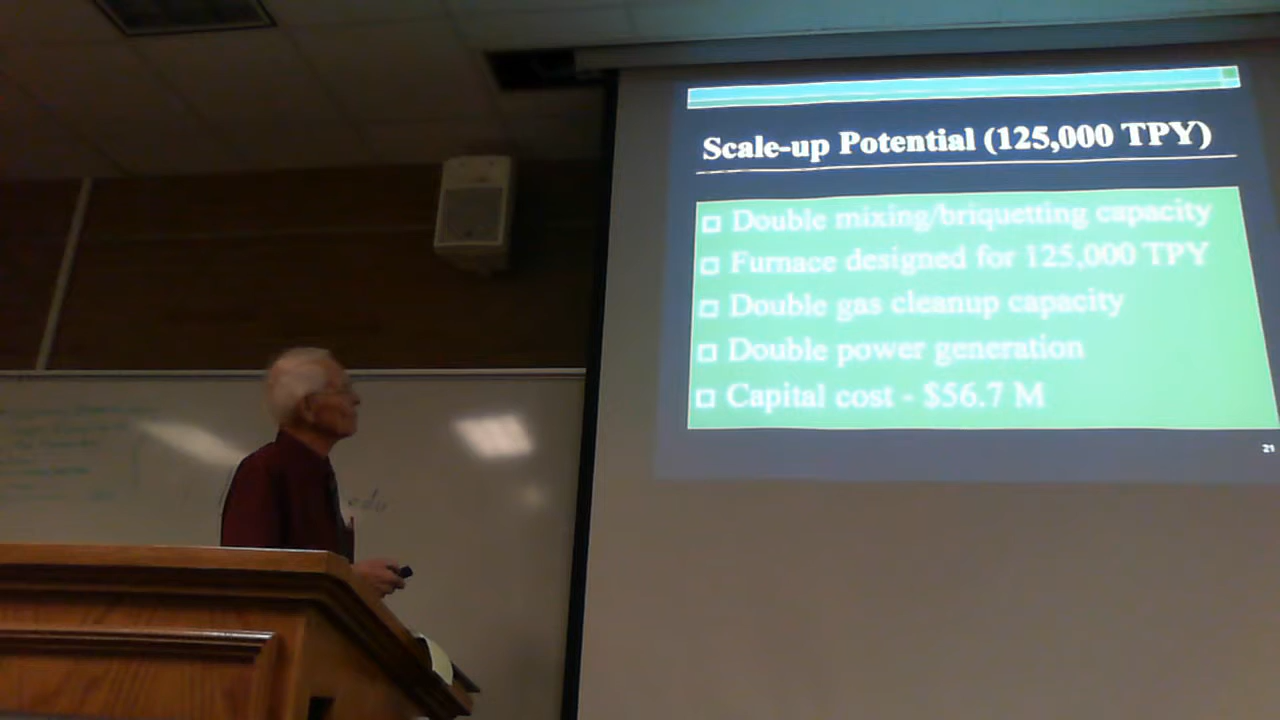 Scale-up Potential (125,000 TPY)
Double mixing/briquetting capacity
Furnace designed for 125,000 TPY
Double gas cleanup capacity
Double power generation
Capital cost - $56.7 M
21
edu